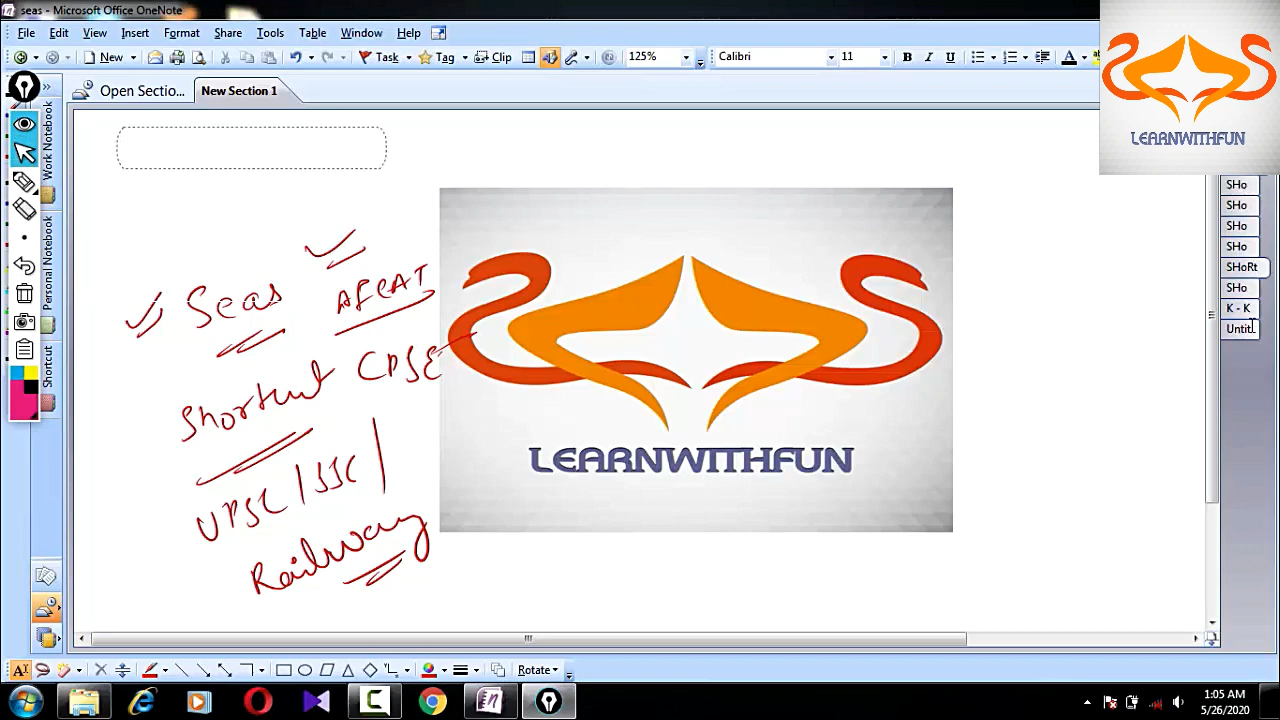 seas - Microsoft Office OneNote
File Edit View Insert Format Share Tools Table Window Help
New Task Tag Clip 125% Calibri 11 B I U
Open Sectio... New Section 1
Work Notebook
Personal Notebook
Shortcut
LEARNWITHFUN
SHo
SHo
SHo
SHo
SHoRt
SHo
K - K
Untit
Seas AFCAT
Shortcut CPSE
UPSC / SSC /
Railway
LEARNWITHFUN
Rotate
1:05 AM
5/26/2020